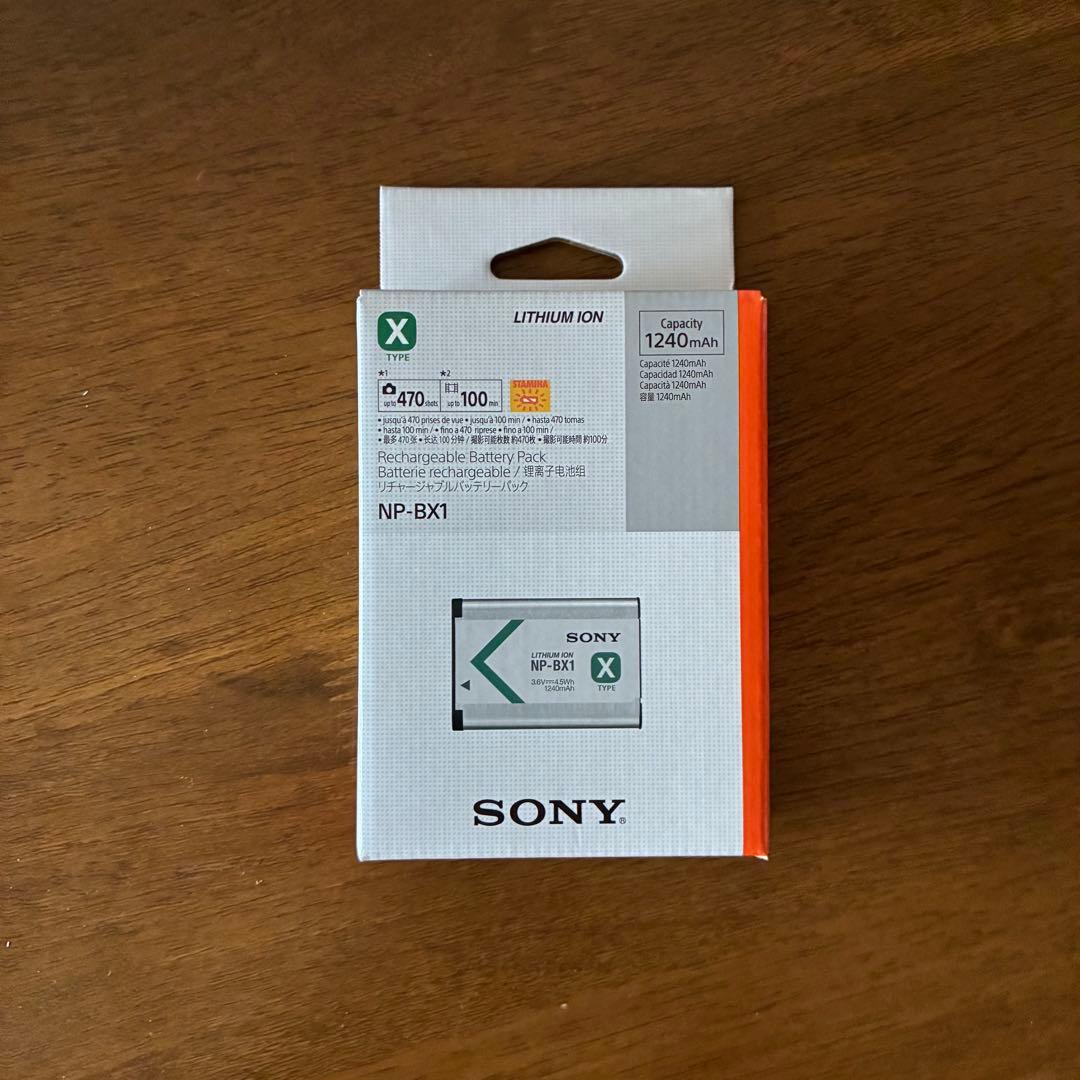 X
TYPE
LITHIUM ION
Capacity
1240mAh
Capacité 1240mAh
Capacidad 1240mAh
Capacità 1240mAh
容量 1240mAh
*1
up to 470 shots
*2
up to 100 min
STAMINA
• jusqu'à 470 prises de vue • jusqu'à 100 min / • hasta 470 tomas
• hasta 100 min / • fino a 470 riprese • fino a 100 min /
• 最多 470 张 • 长达 100 分钟 / 撮影可能枚数 約470枚 • 撮影可能時間 約100分
Rechargeable Battery Pack
Batterie rechargeable / 锂离子电池组
リチャージャブルバッテリーパック
NP-BX1
SONY
LITHIUM ION
NP-BX1
3.6V⎓4.5Wh
1240mAh
X
TYPE
SONY®